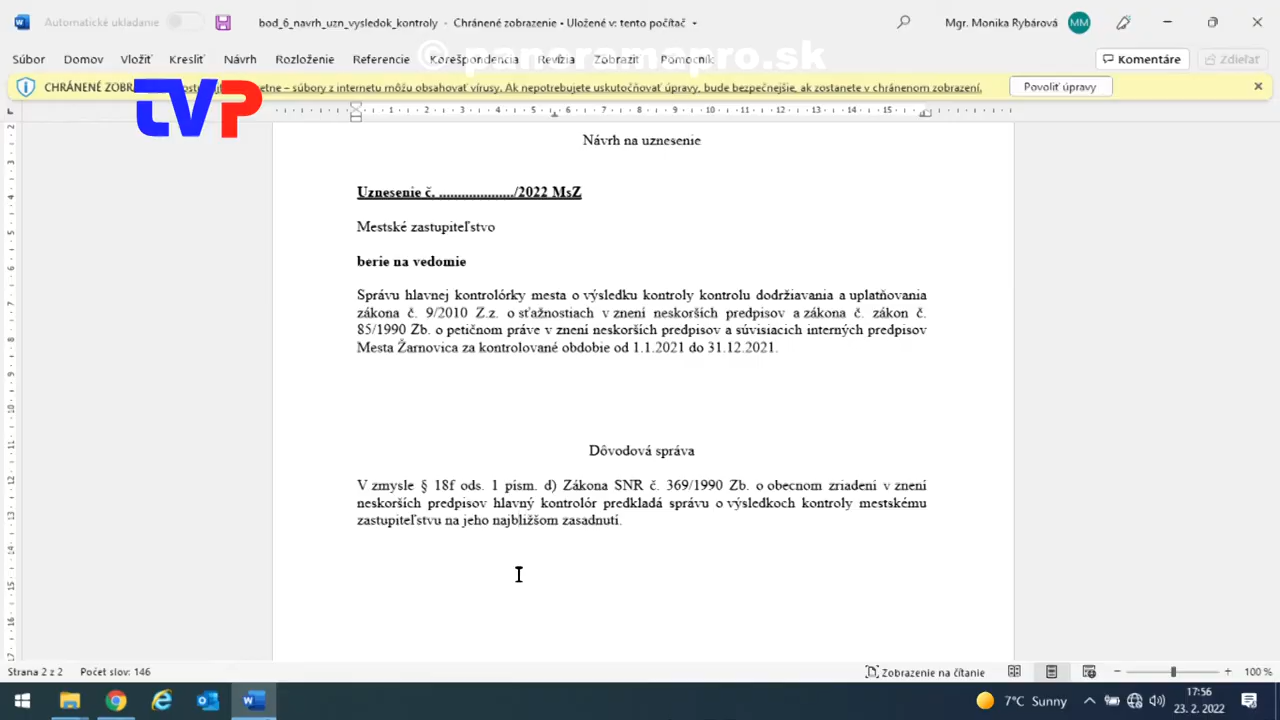 Automatické ukladanie
bod_6_navrh_uzn_vysledok_kontroly - Chránené zobrazenie • Uložené v: tento počítač
Mgr. Monika Rybárová
MM
© panoramapro.sk
Súbor Domov Vložiť Kresliť Návrh Rozloženie Referencie Korešpondencia Revízia Zobraziť Pomocník
Komentáre
Zdieľať
CHRÁNENÉ – súbory z internetu môžu obsahovať vírusy. Ak nepotrebujete uskutočňovať úpravy, bude bezpečnejšie, ak zostanete v chránenom zobrazení.
Povoliť úpravy
TVP
Návrh na uznesenie
Uznesenie č. ...................../2022 MsZ
Mestské zastupiteľstvo
berie na vedomie
Správu hlavnej kontrolórky mesta o výsledku kontroly kontrolu dodržiavania a uplatňovania
zákona č. 9/2010 Z.z. o sťažnostiach v znení neskorších predpisov a zákona č. zákon č.
85/1990 Zb. o petičnom práve v znení neskorších predpisov a súvisiacich interných predpisov
Mesta Žarnovica za kontrolované obdobie od 1.1.2021 do 31.12.2021.
Dôvodová správa
V zmysle § 18f ods. 1 pism. d) Zákona SNR č. 369/1990 Zb. o obecnom zriadení v znení
neskorších predpisov hlavný kontrolór predkladá správu o výsledkoch kontroly mestskému
zastupiteľstvu na jeho najbližšom zasadnutí.
Strana 2 z 2 Počet slov: 146
Zobrazenie na čítanie
100 %
7°C Sunny
17:56
23. 2. 2022